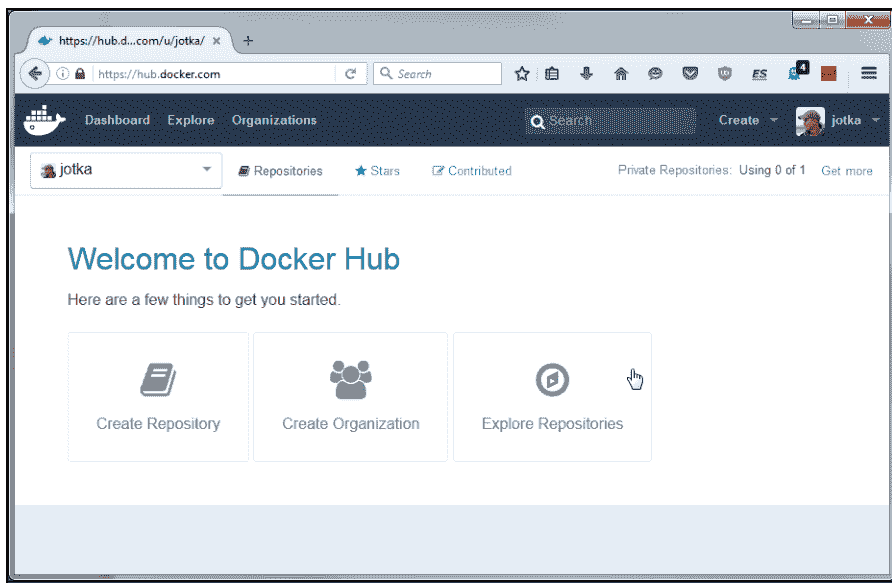 https://hub.d...com/u/jotka/
https://hub.docker.com
Search
ES
4
Dashboard Explore Organizations Search Create jotka
jotka Repositories Stars Contributed Private Repositories: Using 0 of 1 Get more
Welcome to Docker Hub
Here are a few things to get you started.
Create Repository Create Organization Explore Repositories